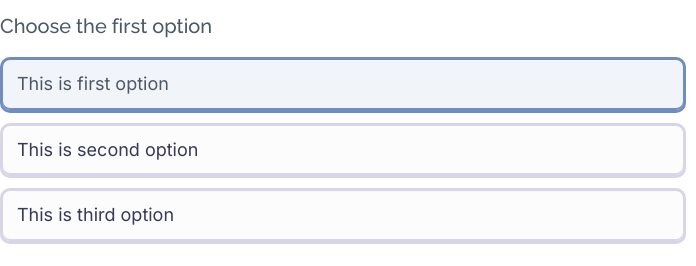 Choose the first option
This is first option
This is second option
This is third option